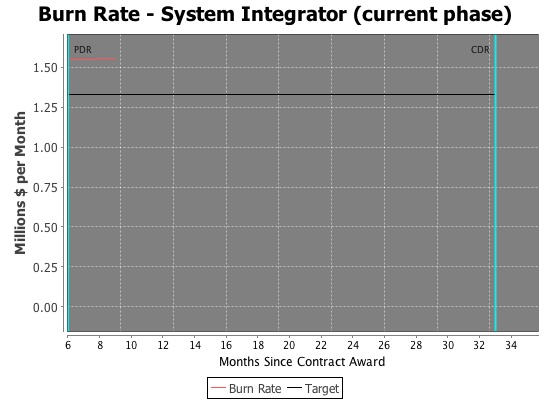 Burn Rate - System Integrator (current phase)
PDR
CDR
1.50
1.25
1.00
0.75
0.50
0.25
0.00
Millions $ per Month
6 8 10 12 14 16 18 20 22 24 26 28 30 32 34
Months Since Contract Award
Burn Rate Target